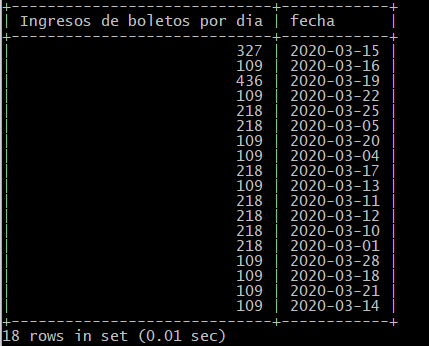 +------------------------------+------------+
| Ingresos de boletos por dia | fecha      |
+------------------------------+------------+
|                         327 | 2020-03-15 |
|                         109 | 2020-03-16 |
|                         436 | 2020-03-19 |
|                         109 | 2020-03-22 |
|                         218 | 2020-03-25 |
|                         218 | 2020-03-05 |
|                         109 | 2020-03-20 |
|                         109 | 2020-03-04 |
|                         218 | 2020-03-17 |
|                         109 | 2020-03-13 |
|                         218 | 2020-03-11 |
|                         218 | 2020-03-12 |
|                         218 | 2020-03-10 |
|                         218 | 2020-03-01 |
|                         109 | 2020-03-28 |
|                         109 | 2020-03-18 |
|                         109 | 2020-03-21 |
|                         109 | 2020-03-14 |
+------------------------------+------------+
18 rows in set (0.01 sec)